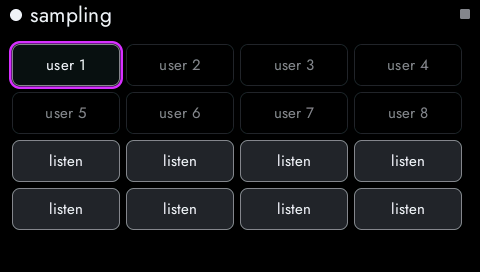 sampling
user 1 user 2 user 3 user 4
user 5 user 6 user 7 user 8
listen listen listen listen
listen listen listen listen